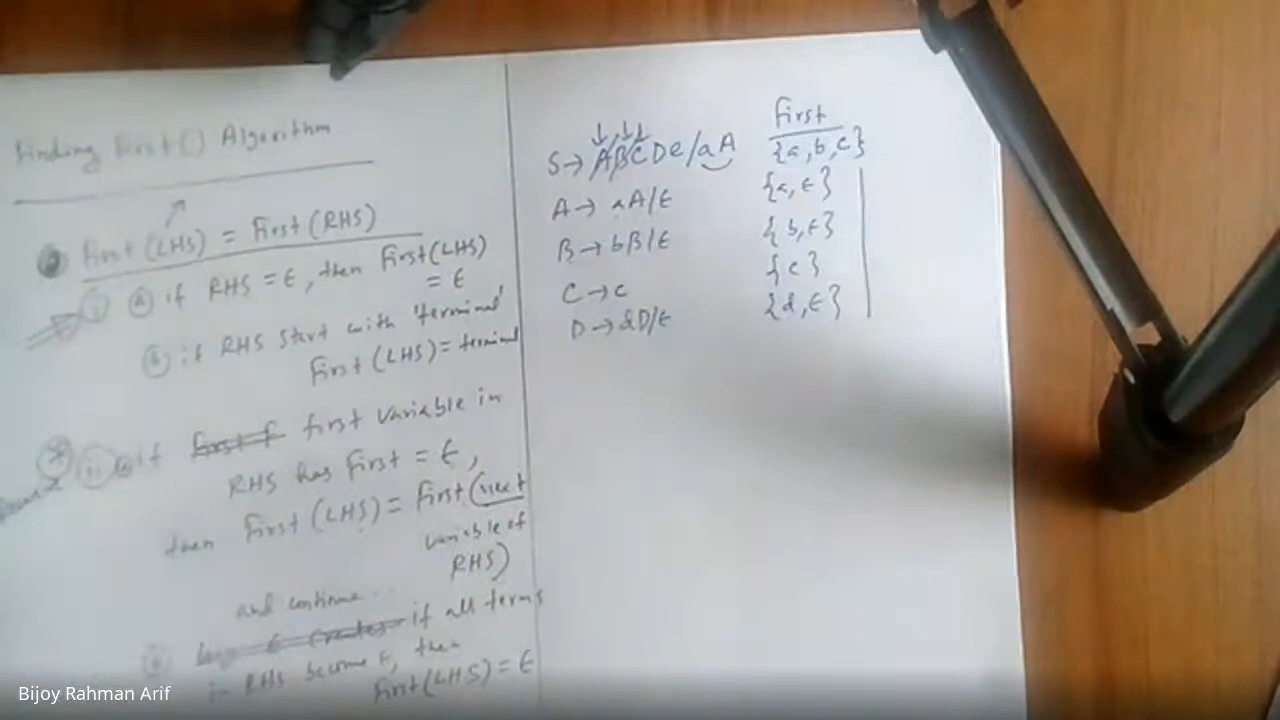 Finding First() Algorithm
First(LHS) = First(RHS)
(i) (a) if RHS = ε, then First(LHS)
= ε
(b) if RHS start with 'terminal'
First (LHS) = terminal
if first variable in
RHS has first = ε,
then First (LHS) = First (next
variable of
RHS)
and continue...
if all terms
in RHS become ε, then
First(LHS) = ε
First
S → ABCDe/aA {a,b,c}
A → aA/ε {a,ε}
B → bB/ε {b,ε}
C → c {c}
D → dD/ε {d,ε}
Bijoy Rahman Arif